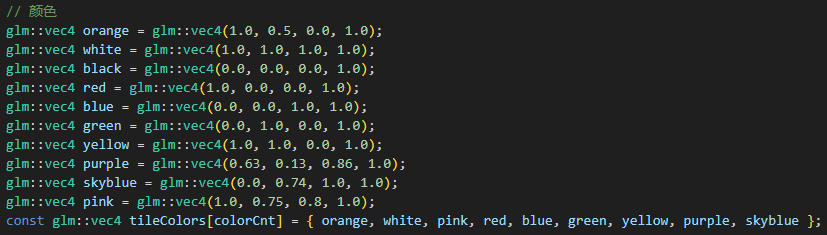 // 颜色
glm::vec4 orange = glm::vec4(1.0, 0.5, 0.0, 1.0);
glm::vec4 white = glm::vec4(1.0, 1.0, 1.0, 1.0);
glm::vec4 black = glm::vec4(0.0, 0.0, 0.0, 1.0);
glm::vec4 red = glm::vec4(1.0, 0.0, 0.0, 1.0);
glm::vec4 blue = glm::vec4(0.0, 0.0, 1.0, 1.0);
glm::vec4 green = glm::vec4(0.0, 1.0, 0.0, 1.0);
glm::vec4 yellow = glm::vec4(1.0, 1.0, 0.0, 1.0);
glm::vec4 purple = glm::vec4(0.63, 0.13, 0.86, 1.0);
glm::vec4 skyblue = glm::vec4(0.0, 0.74, 1.0, 1.0);
glm::vec4 pink = glm::vec4(1.0, 0.75, 0.8, 1.0);
const glm::vec4 tileColors[colorCnt] = { orange, white, pink, red, blue, green, yellow, purple, skyblue };